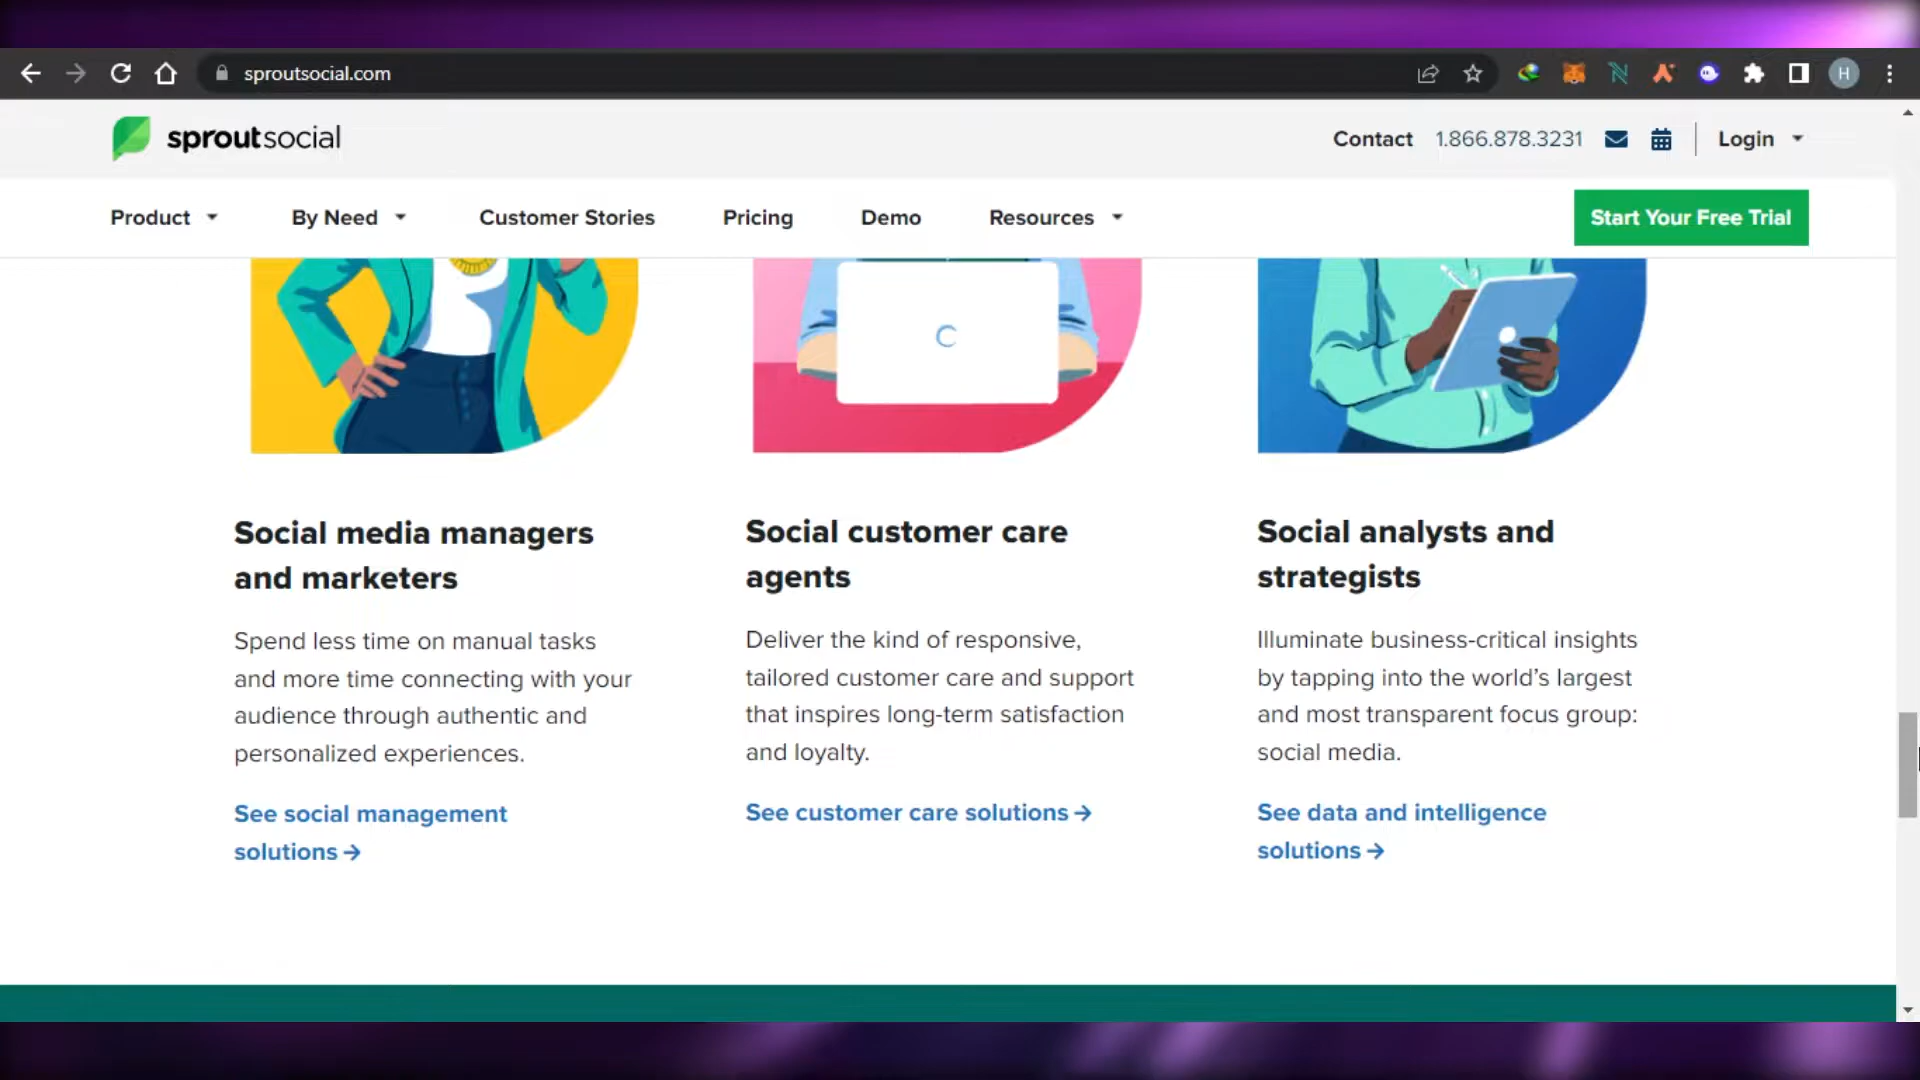 sproutsocial.com
H
sproutsocial
Contact 1.866.878.3231 Login
Product By Need Customer Stories Pricing Demo Resources Start Your Free Trial
Social media managers
and marketers
Spend less time on manual tasks
and more time connecting with your
audience through authentic and
personalized experiences.
See social management
solutions →
Social customer care
agents
Deliver the kind of responsive,
tailored customer care and support
that inspires long-term satisfaction
and loyalty.
See customer care solutions →
Social analysts and
strategists
Illuminate business-critical insights
by tapping into the world's largest
and most transparent focus group:
social media.
See data and intelligence
solutions →